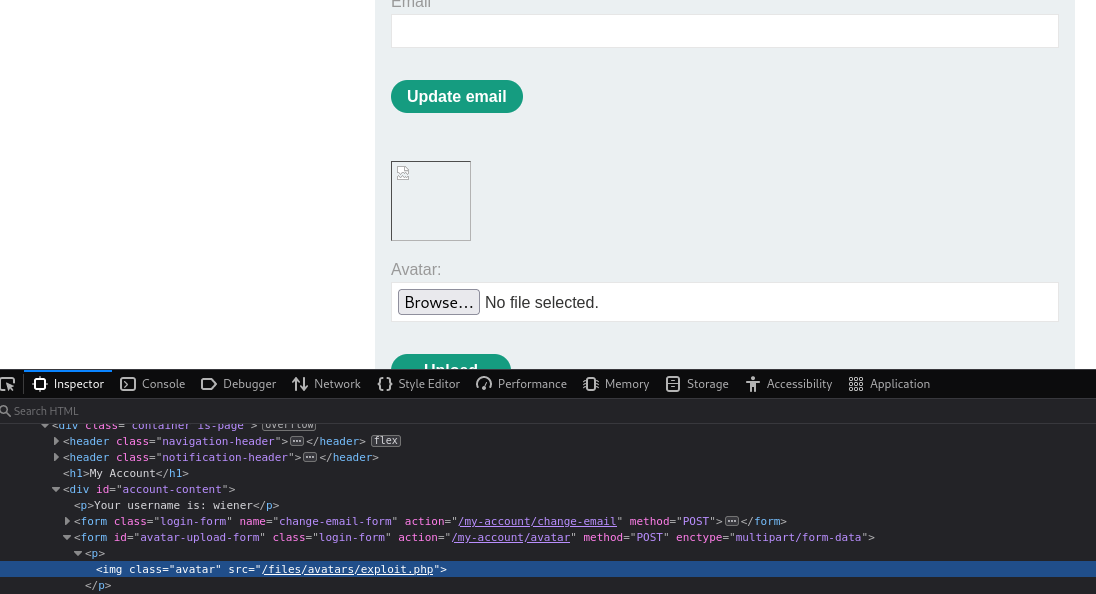 Email
Update email
Avatar:
Browse... No file selected.
Upload
Inspector Console Debugger Network Style Editor Performance Memory Storage Accessibility Application
Search HTML
<div class="container is-page"> overflow
<header class="navigation-header"> </header> flex
<header class="notification-header"> </header>
<h1>My Account</h1>
<div id="account-content">
<p>Your username is: wiener</p>
<form class="login-form" name="change-email-form" action="/my-account/change-email" method="POST"> </form>
<form id="avatar-upload-form" class="login-form" action="/my-account/avatar" method="POST" enctype="multipart/form-data">
<p>
<img class="avatar" src="/files/avatars/exploit.php">
</p>